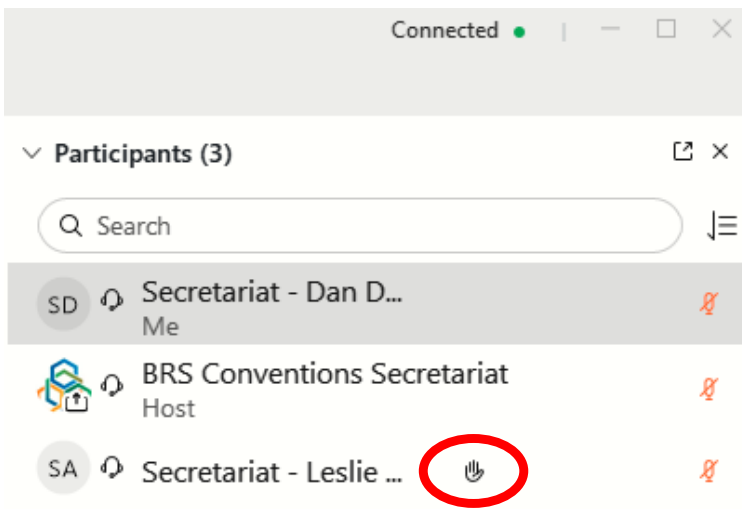 Connected
Participants (3)
Search
SD Secretariat - Dan D...
Me
BRS Conventions Secretariat
Host
SA Secretariat - Leslie ...